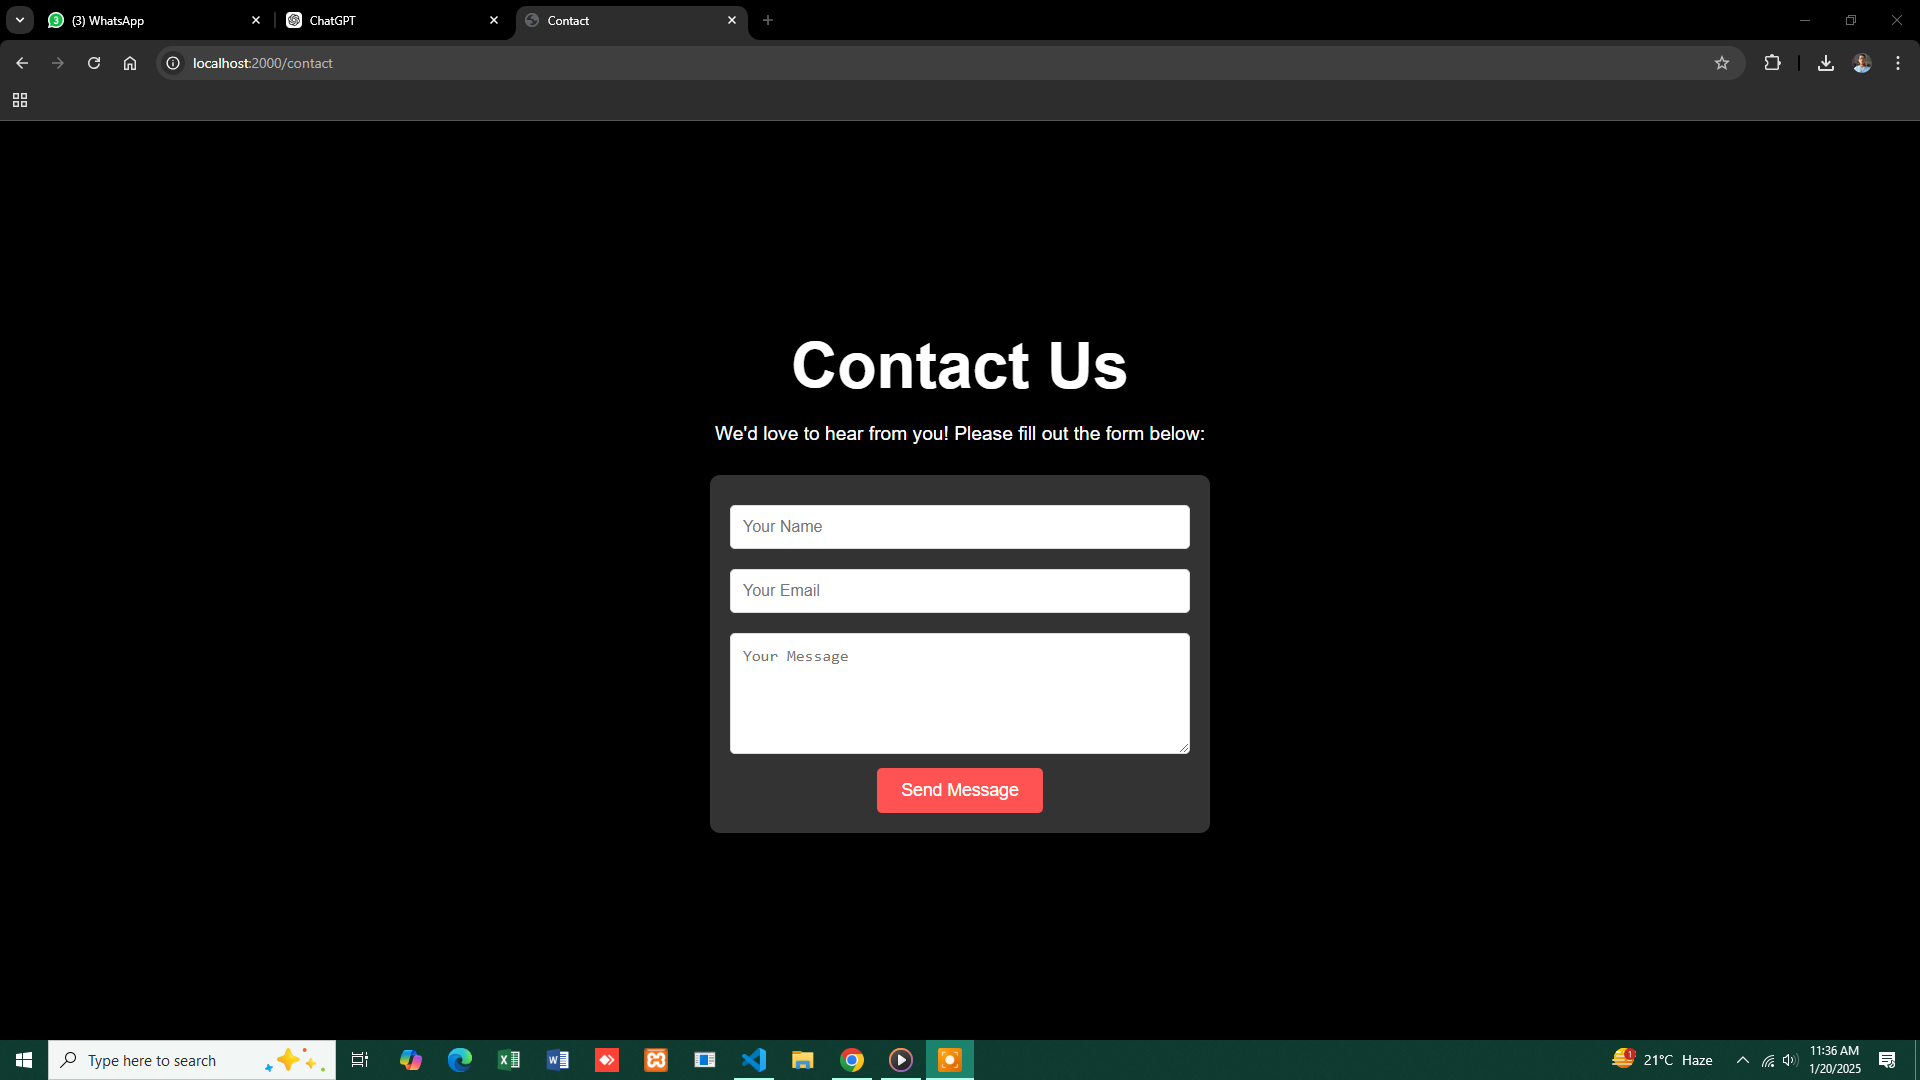 (3) WhatsApp
ChatGPT
Contact
localhost:2000/contact
Contact Us
We'd love to hear from you! Please fill out the form below:
Your Name
Your Email
Your Message
Send Message
Type here to search
21°C Haze
11:36 AM
1/20/2025